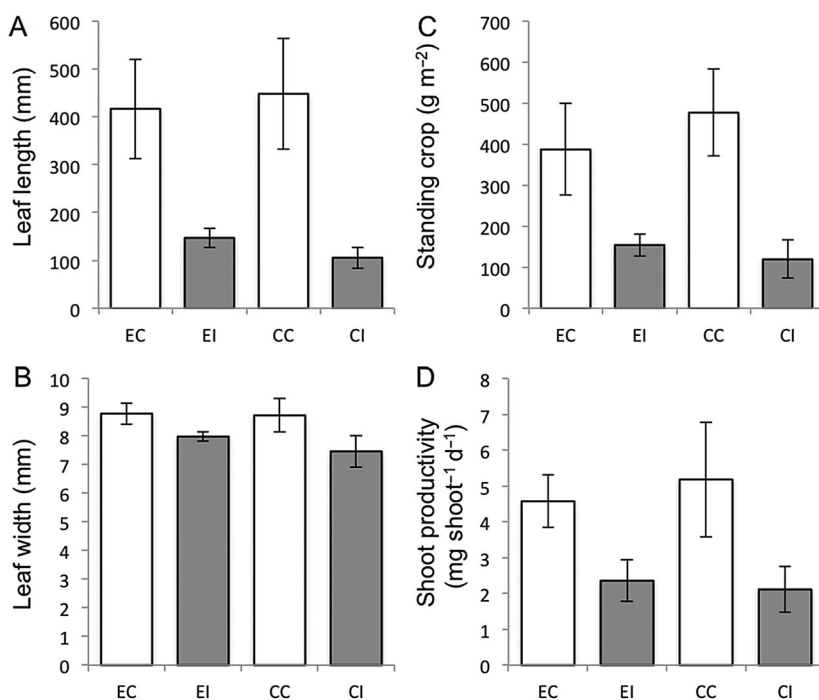 A
Leaf length (mm)
600
500
400
300
200
100
0
EC EI CC CI
C
Standing crop (g m⁻²)
700
600
500
400
300
200
100
0
EC EI CC CI
B
Leaf width (mm)
10
9
8
7
6
5
4
3
2
1
0
EC EI CC CI
D
Shoot productivity
(mg shoot⁻¹ d⁻¹)
8
7
6
5
4
3
2
1
0
EC EI CC CI